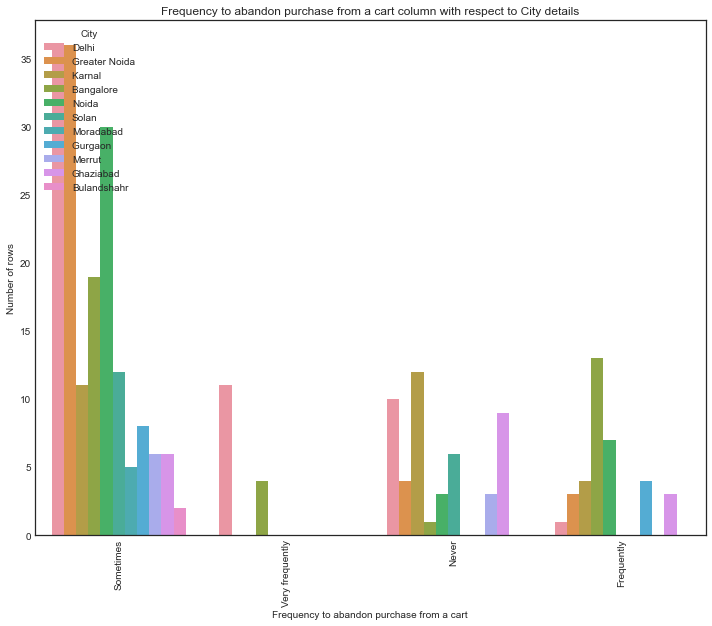 Frequency to abandon purchase from a cart column with respect to City details
City
Delhi
Greater Noida
Karnal
Bangalore
Noida
Solan
Moradabad
Gurgaon
Merrut
Ghaziabad
Bulandshahr
35
30
25
20
15
10
5
0
Number of rows
Sometimes
Very frequently
Never
Frequently
Frequency to abandon purchase from a cart